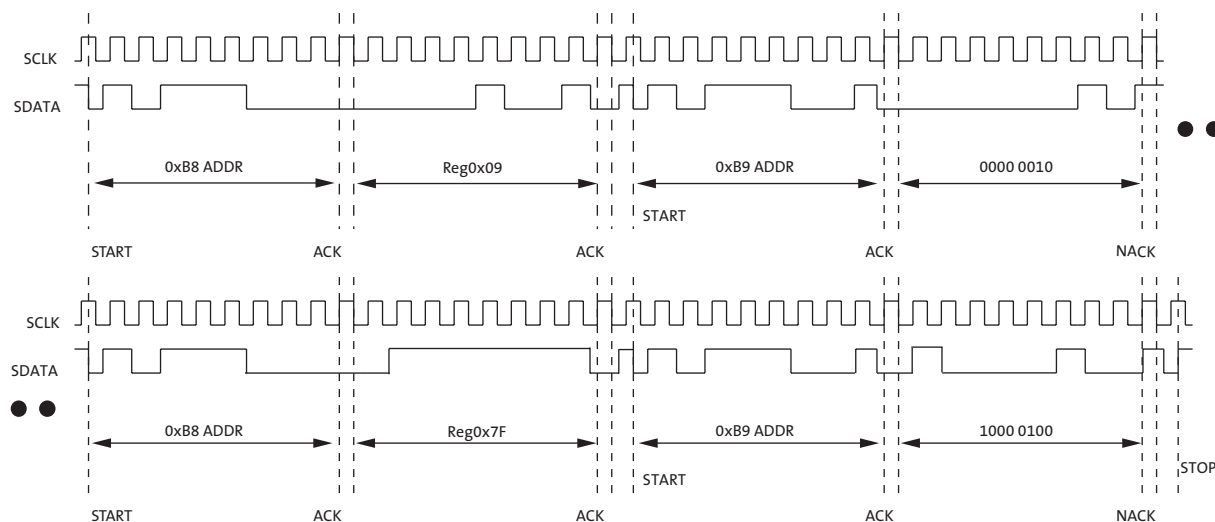 SCLK
SDATA
0xB8 ADDR Reg0x09 0xB9 ADDR 0000 0010
START
START ACK ACK ACK NACK
SCLK
SDATA
0xB8 ADDR Reg0x7F 0xB9 ADDR 1000 0100
STOP
START
START ACK ACK ACK NACK